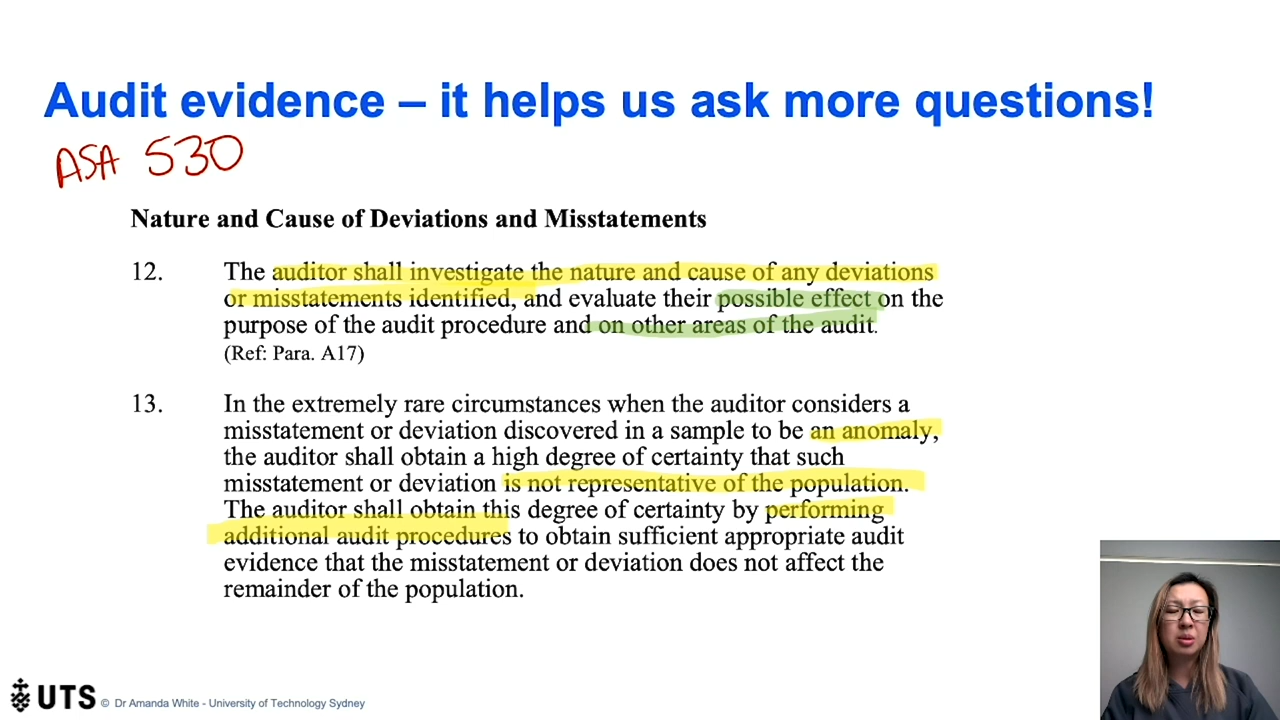 Audit evidence – it helps us ask more questions!
ASA 530
Nature and Cause of Deviations and Misstatements
12. The auditor shall investigate the nature and cause of any deviations
or misstatements identified, and evaluate their possible effect on the
purpose of the audit procedure and on other areas of the audit.
(Ref: Para. A17)
13. In the extremely rare circumstances when the auditor considers a
misstatement or deviation discovered in a sample to be an anomaly,
the auditor shall obtain a high degree of certainty that such
misstatement or deviation is not representative of the population.
The auditor shall obtain this degree of certainty by performing
additional audit procedures to obtain sufficient appropriate audit
evidence that the misstatement or deviation does not affect the
remainder of the population.
UTS © Dr Amanda White - University of Technology Sydney